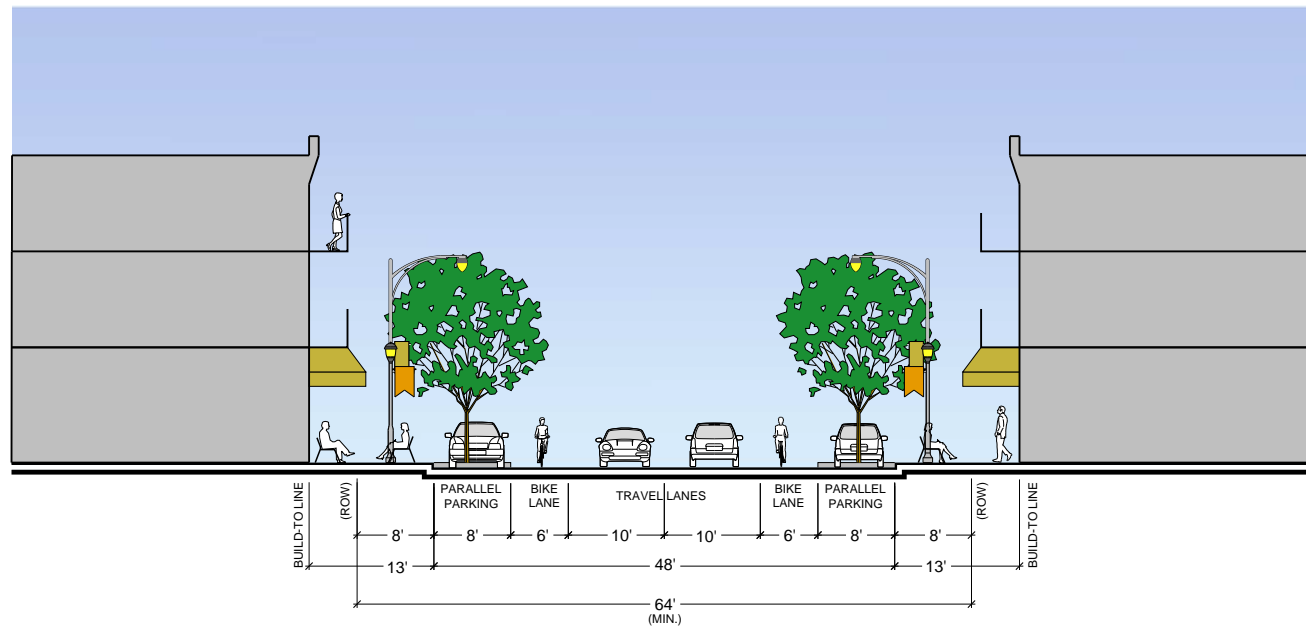 BUILD-TO LINE
(ROW)
PARALLEL
PARKING
BIKE
LANE
TRAVEL LANES
BIKE
LANE
PARALLEL
PARKING
(ROW)
BUILD-TO LINE
8'
8'
6'
10'
10'
6'
8'
8'
13'
48'
13'
64'
(MIN.)